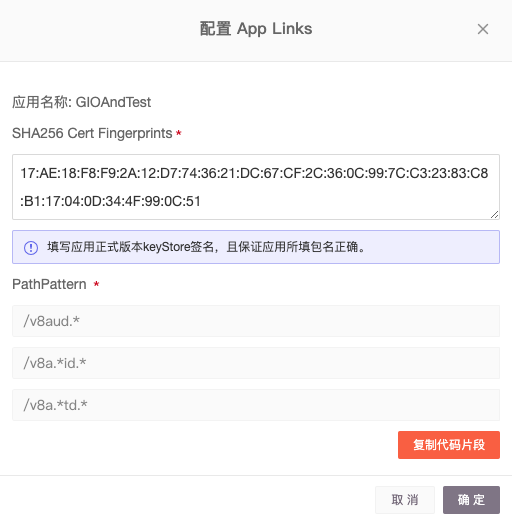 配置 App Links
应用名称: GIOAndTest
SHA256 Cert Fingerprints *
17:AE:18:F8:F9:2A:12:D7:74:36:21:DC:67:CF:2C:36:0C:99:7C:C3:23:83:C8
:B1:17:04:0D:34:4F:99:0C:51
填写应用正式版本keyStore签名，且保证应用所填包名正确。
PathPattern *
/v8aud.*
/v8a.*id.*
/v8a.*td.*
复制代码片段
取 消
确 定